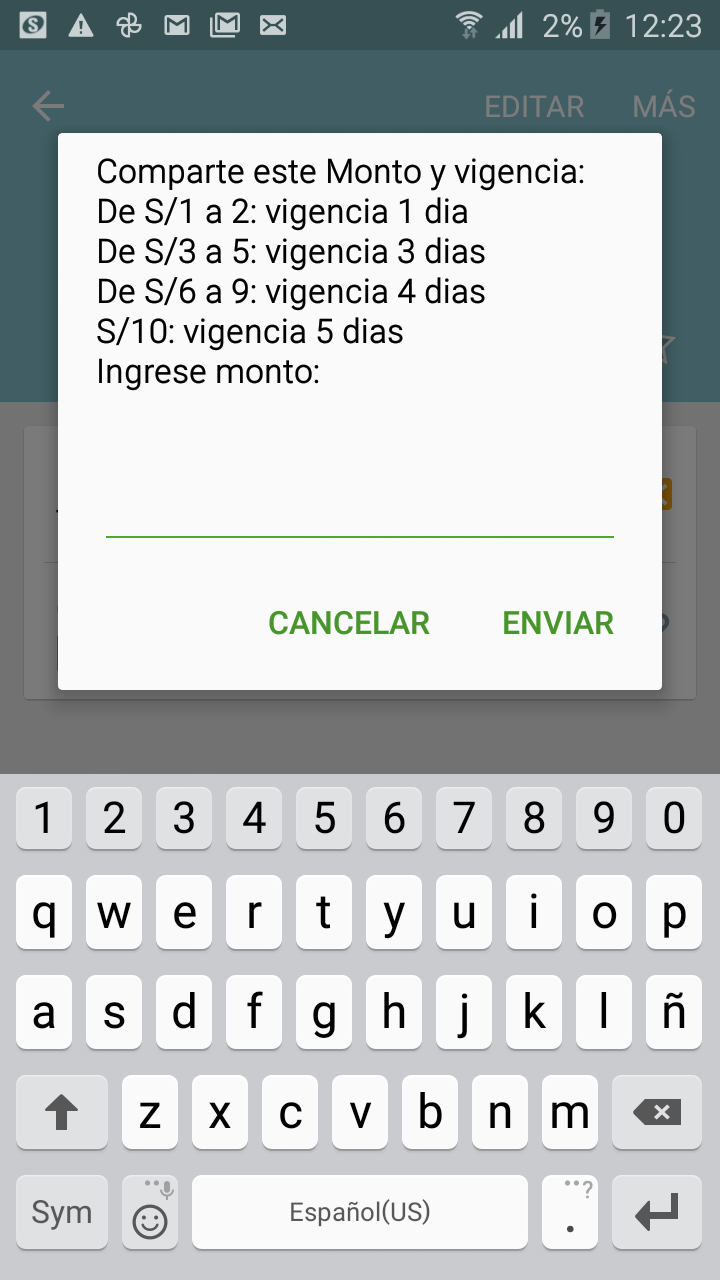 2% 12:23
EDITAR MÁS
Comparte este Monto y vigencia:
De S/1 a 2: vigencia 1 dia
De S/3 a 5: vigencia 3 dias
De S/6 a 9: vigencia 4 dias
S/10: vigencia 5 dias
Ingrese monto:
CANCELAR ENVIAR
1 2 3 4 5 6 7 8 9 0
q w e r t y u i o p
a s d f g h j k l ñ
z x c v b n m
Sym Español(US) . ?